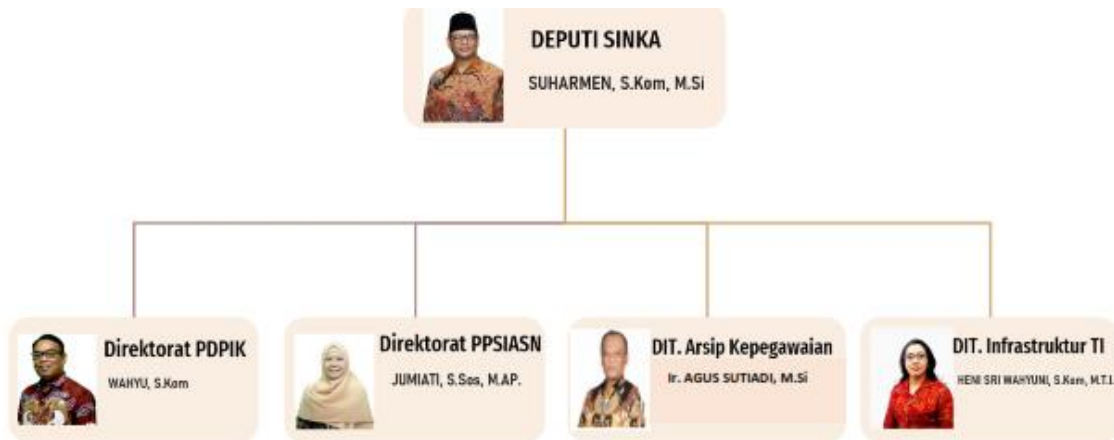 DEPUTI SINKA
SUHARMEN, S.Kom, M.Si
Direktorat PDPIK
WAHYU, S.Kom
Direktorat PPSIASN
JUMIATI, S.Sos, M.AP.
DIT. Arsip Kepegawaian
Ir. AGUS SUTIADI, M.Si
DIT. Infrastruktur TI
HENI SRI WAHYUNI, S.Kom, M.T.I